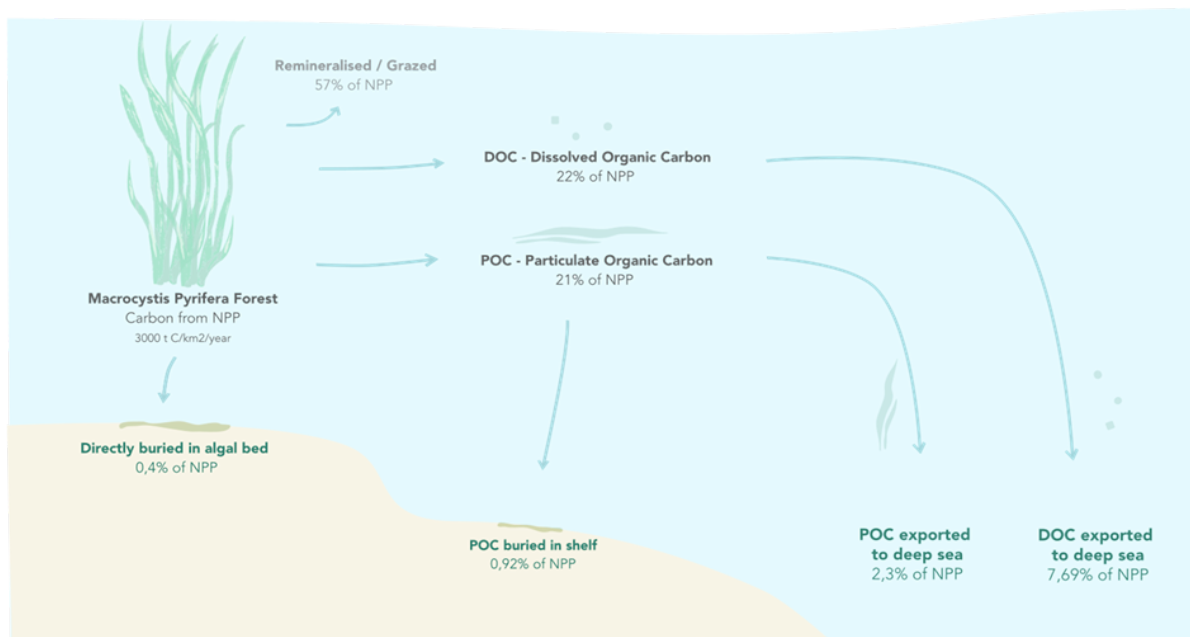 Remineralised / Grazed
57% of NPP
DOC - Dissolved Organic Carbon
22% of NPP
POC - Particulate Organic Carbon
21% of NPP
Macrocystis Pyrifera Forest
Carbon from NPP
3000 t C/km2/year
Directly buried in algal bed
0,4% of NPP
POC buried in shelf
0,92% of NPP
POC exported
to deep sea
2,3% of NPP
DOC exported
to deep sea
7,69% of NPP